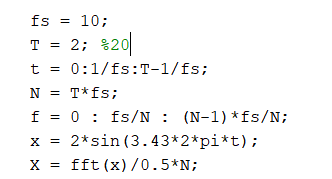 fs = 10;
T = 2; %20
t = 0:1/fs:T-1/fs;
N = T*fs;
f = 0 : fs/N : (N-1)*fs/N;
x = 2*sin(3.43*2*pi*t);
X = fft(x)/0.5*N;